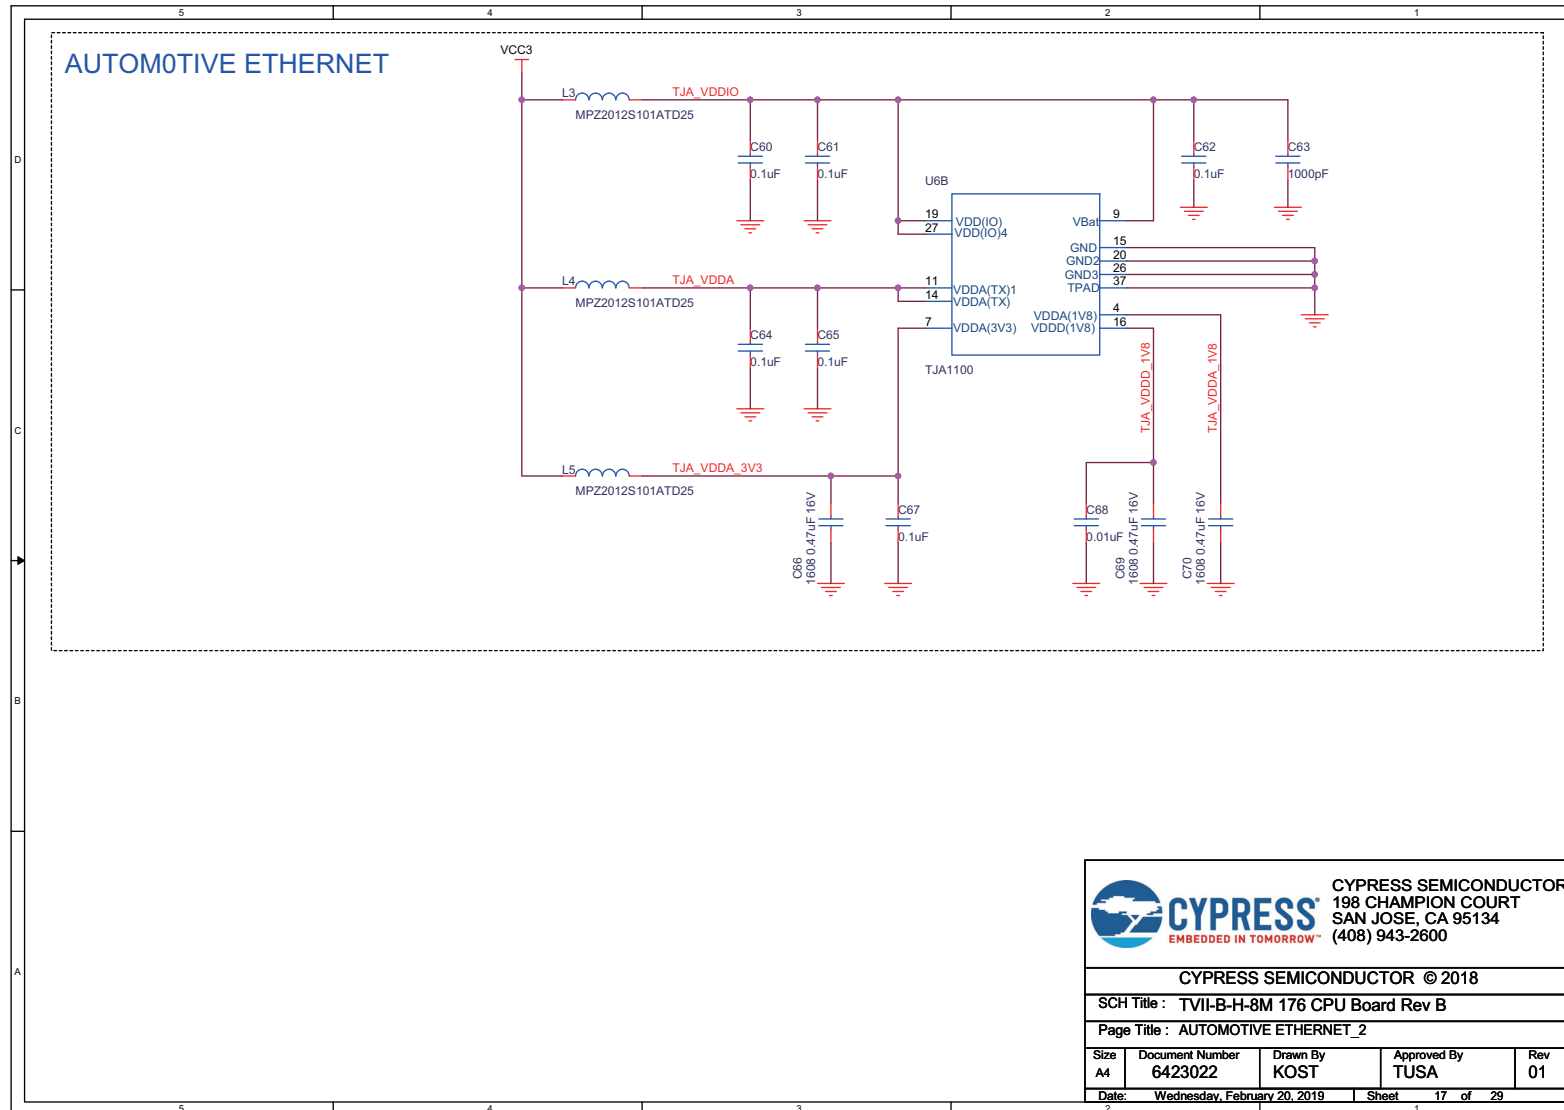 5 4 3 2 1
AUTOM0TIVE ETHERNET
VCC3
L3
TJA_VDDIO
MPZ2012S101ATD25
D
C60
0.1uF
C61
0.1uF
C62
0.1uF
C63
1000pF
U6B
19 VDD(IO)
27 VDD(IO)4
VBat 9
GND 15
GND2 20
GND3 26
TPAD 37
L4
TJA_VDDA
MPZ2012S101ATD25
11 VDDA(TX)1
14 VDDA(TX)
7 VDDA(3V3)
VDDA(1V8) 4
VDDD(1V8) 16
C64
0.1uF
C65
0.1uF
TJA1100
TJA_VDDD_1V8
TJA_VDDA_1V8
C
L5
TJA_VDDA_3V3
MPZ2012S101ATD25
C66
1608 0.47uF 16V
C67
0.1uF
C68
0.01uF
C69
1608 0.47uF 16V
C70
1608 0.47uF 16V
B
A
CYPRESS
EMBEDDED IN TOMORROW™
CYPRESS SEMICONDUCTOR
198 CHAMPION COURT
SAN JOSE, CA 95134
(408) 943-2600
CYPRESS SEMICONDUCTOR © 2018
SCH Title : TVII-B-H-8M 176 CPU Board Rev B
Page Title : AUTOMOTIVE ETHERNET_2
Size Document Number Drawn By Approved By Rev
A4 6423022 KOST TUSA 01
Date: Wednesday, February 20, 2019 Sheet 17 of 29
5 4 3 2 1